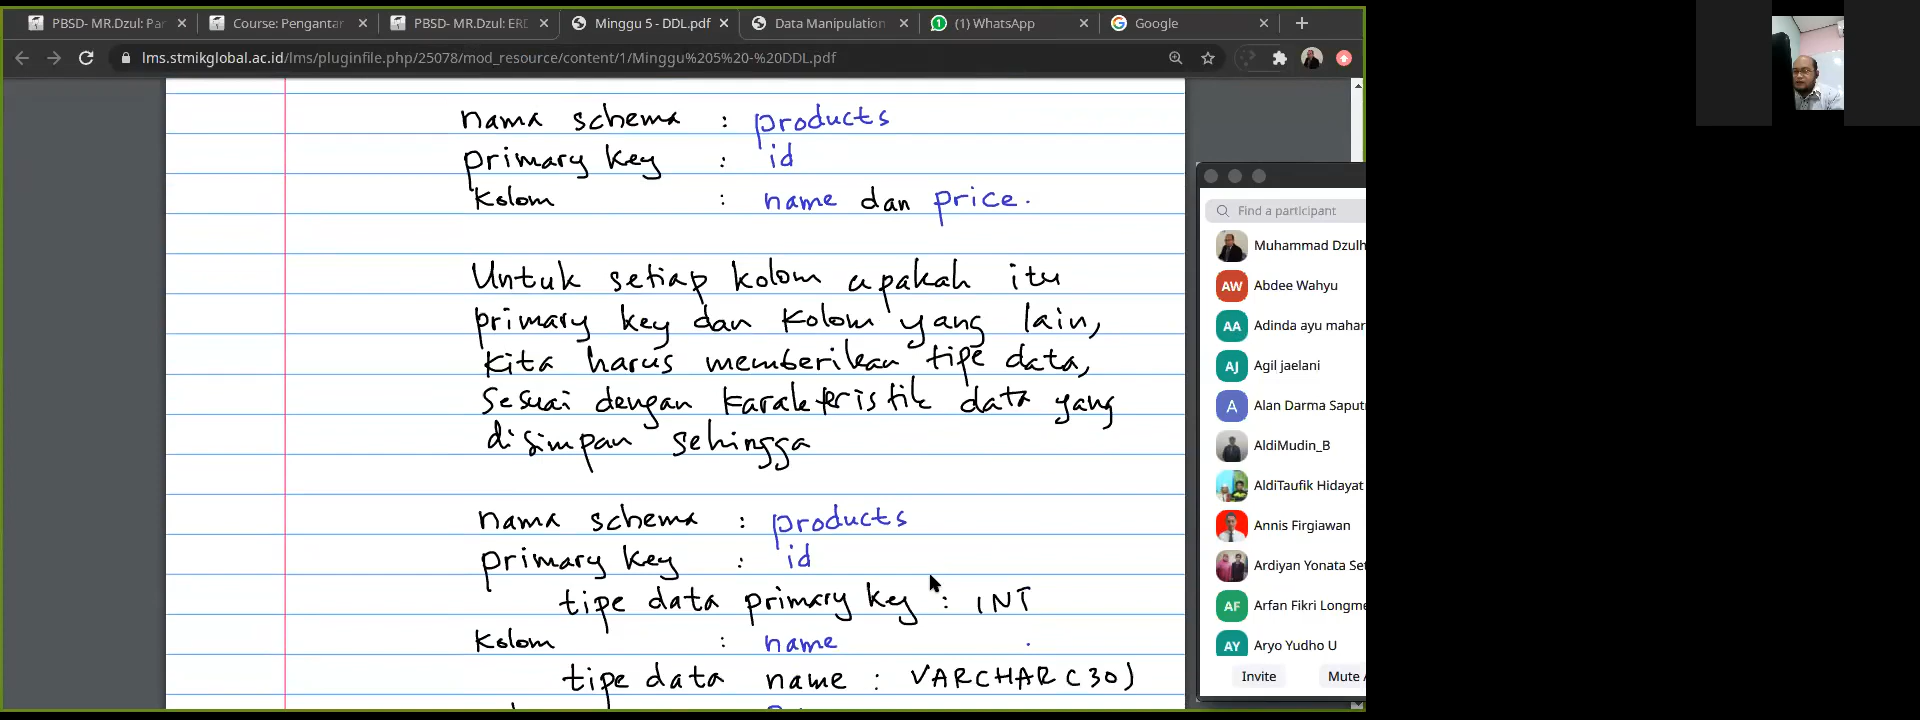 PBSD- MR.Dzul: Par
Course: Pengantar
PBSD- MR.Dzul: ERD
Minggu 5 - DDL.pdf
Data Manipulation
(1) WhatsApp
Google
lms.stmikglobal.ac.id/lms/pluginfile.php/25078/mod_resource/content/1/Minggu%205%20-%20DDL.pdf
nama schema : products
primary key : id
kolom : name dan price.
Untuk setiap kolom apakah itu
primary key dan kolom yang lain,
kita harus memberikan tipe data,
Sesuai dengan karakteristik data yang
disimpan sehingga
nama schema : products
primary key : id
tipe data primary key : INT
kolom : name
tipe data name : VARCHAR(30)
Find a participant
Muhammad Dzulh
AW Abdee Wahyu
AA Adinda ayu mahar
AJ Agil jaelani
A Alan Darma Saputr
AldiMudin_B
AldiTaufik Hidayat
Annis Firgiawan
Ardiyan Yonata Set
AF Arfan Fikri Longme
AY Aryo Yudho U
Invite
Mute